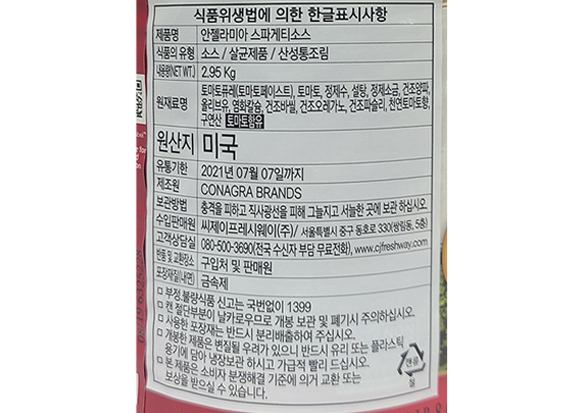 식품위생법에 의한 한글표시사항
제품명 안젤라미아 스파게티소스
식품의 유형 소스 / 살균제품 / 산성통조림
내용량(NET WT.) 2.95 Kg
원재료명 토마토퓨레(토마토페이스트), 토마토, 정제수, 설탕, 정제소금, 건조양파,
올리브유, 염화칼슘, 건조바씰, 건조오레가노, 건조파슬리, 천연토마토향,
구연산 토마토함유
원산지 미국
유통기한 2021년 07월 07일까지
제조원 CONAGRA BRANDS
보관방법 충격을 피하고 직사광선을 피해 그늘지고 서늘한 곳에 보관 하십시오.
수입판매원 씨제이프레시웨이(주)/ 서울특별시 중구 동호로 330(쌍림동, 5층)
고객상담실 080-500-3690(전국 수신자 부담 무료전화), www.cjfreshway.com
반품 및 교환장소 구입처 및 판매원
포장재질(내면) 금속제
□ 부정.불량식품 신고는 국번없이 1399
□ 캔 절단부분이 날카로우므로 개봉 보관 및 폐기시 주의하십시오.
□ 사용한 포장재는 반드시 분리배출하여 주십시오.
□ 개봉한 제품은 변질될 우려가 있으니 반드시 유리 또는 플라스틱
용기에 담아 냉장보관 하시고 가급적 빨리 드십시오.
□ 본 제품은 소비자 분쟁해결 기준에 의거 교환 또는
보상을 받으실 수 있습니다.
캔류
철